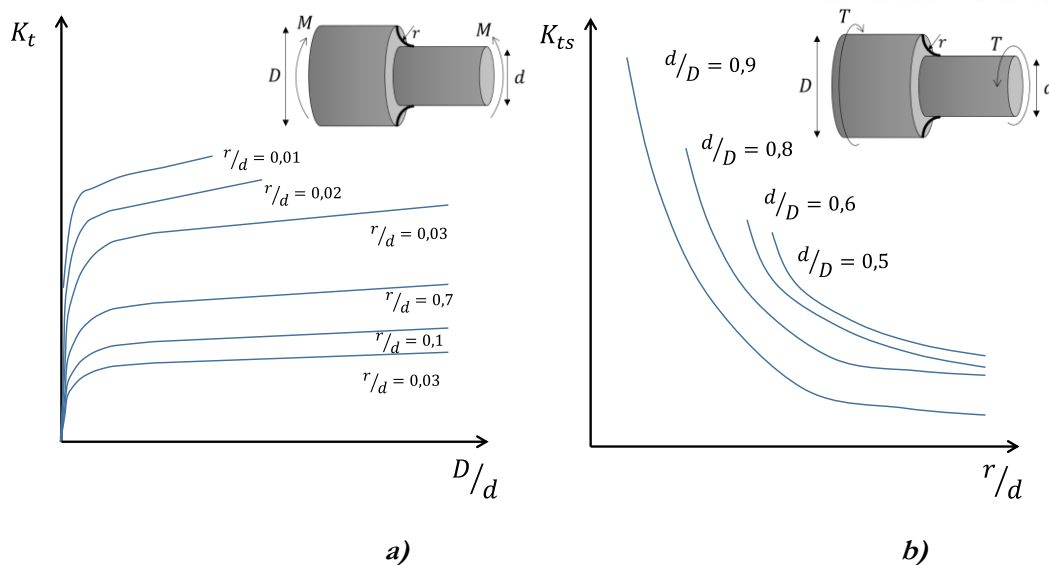 K_t
M
r
M
D
d
r/d = 0,01
r/d = 0,02
r/d = 0,03
r/d = 0,7
r/d = 0,1
r/d = 0,03
D/d
a)
K_ts
T
r
T
D
d/D = 0,9
d/D = 0,8
d/D = 0,6
d/D = 0,5
r/d
b)